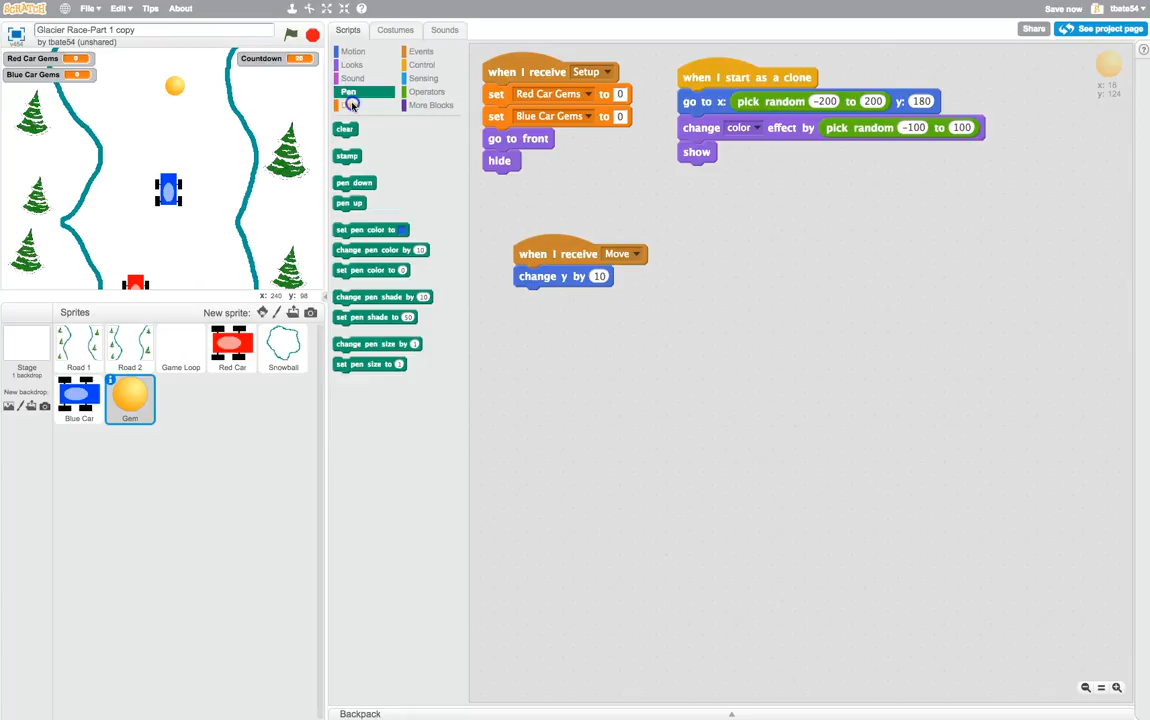 SCRATCH File Edit Tips About Save now tbate54
Glacier Race-Part 1 copy
by tbate54 (unshared)
v454
Share See project page
Red Car Gems 0
Blue Car Gems 0
Countdown 20
x: 240 y: 98
Scripts Costumes Sounds
Motion Events
Looks Control
Sound Sensing
Pen Operators
More Blocks
clear
stamp
pen down
pen up
set pen color to
change pen color by 10
set pen color to 0
change pen shade by 10
set pen shade to 50
change pen size by 1
set pen size to 1
when I receive Setup
set Red Car Gems to 0
set Blue Car Gems to 0
go to front
hide
when I start as a clone
go to x: pick random -200 to 200 y: 180
change color effect by pick random -100 to 100
show
when I receive Move
change y by 10
x: 18
y: 124
Sprites New sprite:
Stage
1 backdrop
New backdrop:
Road 1 Road 2 Game Loop Red Car Snowball
Blue Car Gem
Backpack